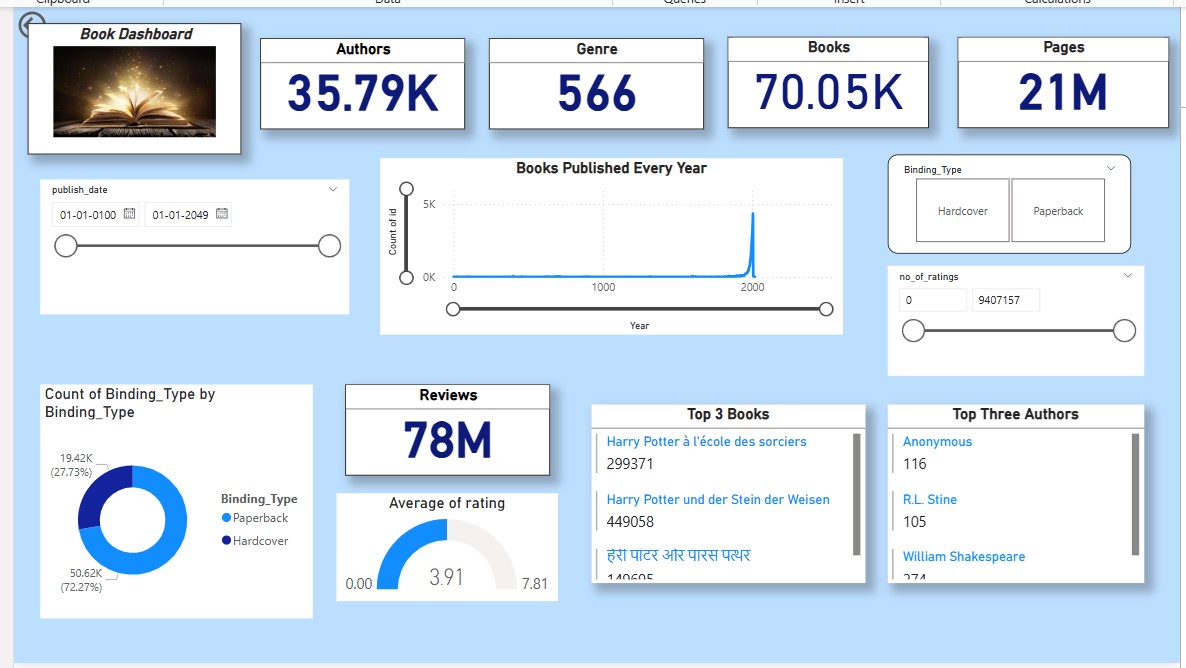 Clipboard
Data
Queries
Insert
Calculations
Book Dashboard
Authors
35.79K
Genre
566
Books
70.05K
Pages
21M
publish_date
01-01-0100
01-01-2049
Books Published Every Year
Count of id
5K
0K
0
1000
2000
Year
Binding_Type
Hardcover
Paperback
no_of_ratings
0
9407157
Count of Binding_Type by
Binding_Type
19.42K
(27.73%)
50.62K
(72.27%)
Binding_Type
Paperback
Hardcover
Reviews
78M
Average of rating
0.00
3.91
7.81
Top 3 Books
Harry Potter à l'école des sorciers
299371
Harry Potter und der Stein der Weisen
449058
हैरी पॉटर और पारस पत्थर
149695
Top Three Authors
Anonymous
116
R.L. Stine
105
William Shakespeare
274